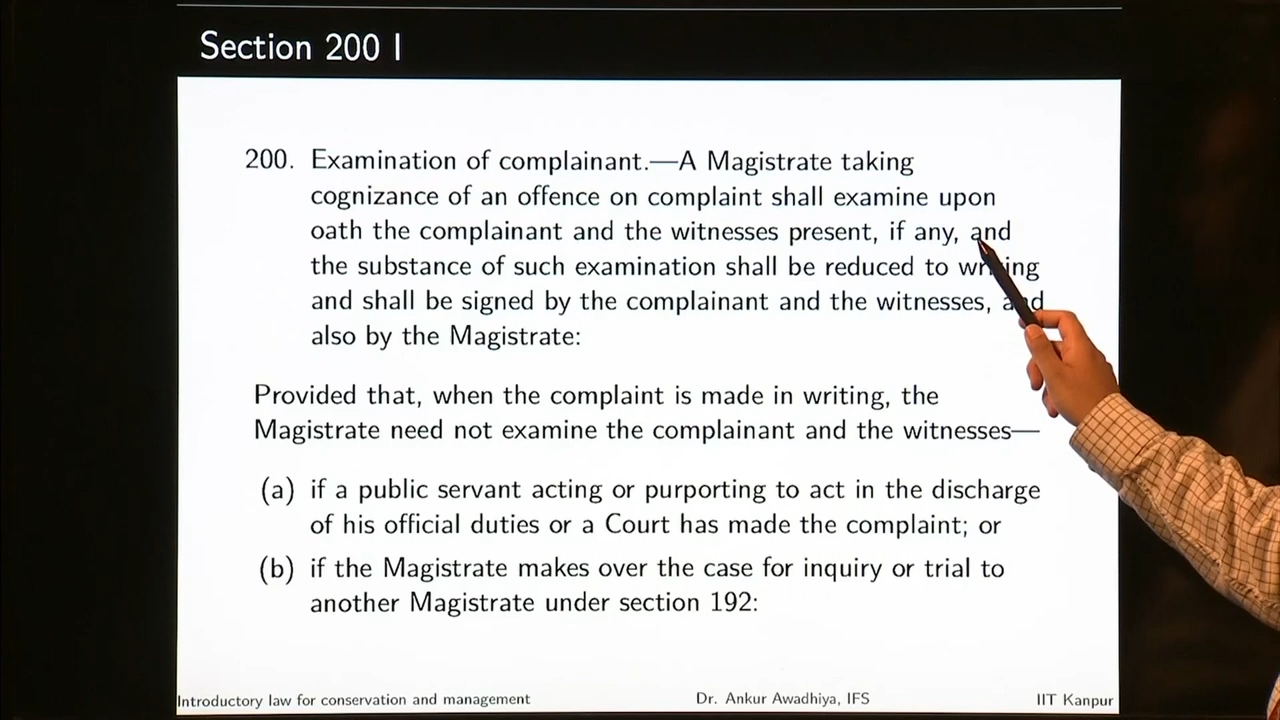 Section 200 I
200. Examination of complainant.—A Magistrate taking
cognizance of an offence on complaint shall examine upon
oath the complainant and the witnesses present, if any, and
the substance of such examination shall be reduced to writing
and shall be signed by the complainant and the witnesses, and
also by the Magistrate:
Provided that, when the complaint is made in writing, the
Magistrate need not examine the complainant and the witnesses—
(a) if a public servant acting or purporting to act in the discharge
of his official duties or a Court has made the complaint; or
(b) if the Magistrate makes over the case for inquiry or trial to
another Magistrate under section 192:
Introductory law for conservation and management Dr. Ankur Awadhiya, IFS IIT Kanpur